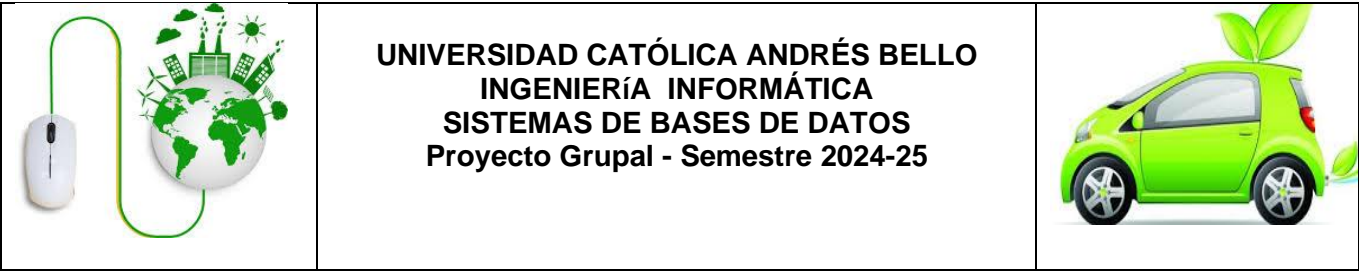 UNIVERSIDAD CATÓLICA ANDRÉS BELLO
INGENIERíA INFORMÁTICA
SISTEMAS DE BASES DE DATOS
Proyecto Grupal - Semestre 2024-25